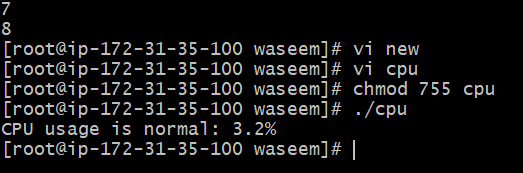 7
8
[root@ip-172-31-35-100 waseem]# vi new
[root@ip-172-31-35-100 waseem]# vi cpu
[root@ip-172-31-35-100 waseem]# chmod 755 cpu
[root@ip-172-31-35-100 waseem]# ./cpu
CPU usage is normal: 3.2%
[root@ip-172-31-35-100 waseem]#